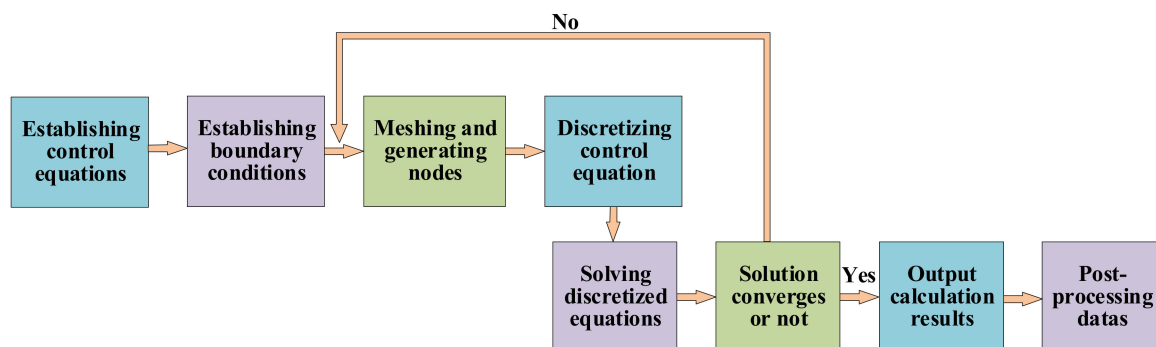 No
Establishing
control
equations
Establishing
boundary
conditions
Meshing and
generating
nodes
Discretizing
control
equation
Solving
discretized
equations
Solution
converges
or not
Yes
Output
calculation
results
Post-
processing
datas